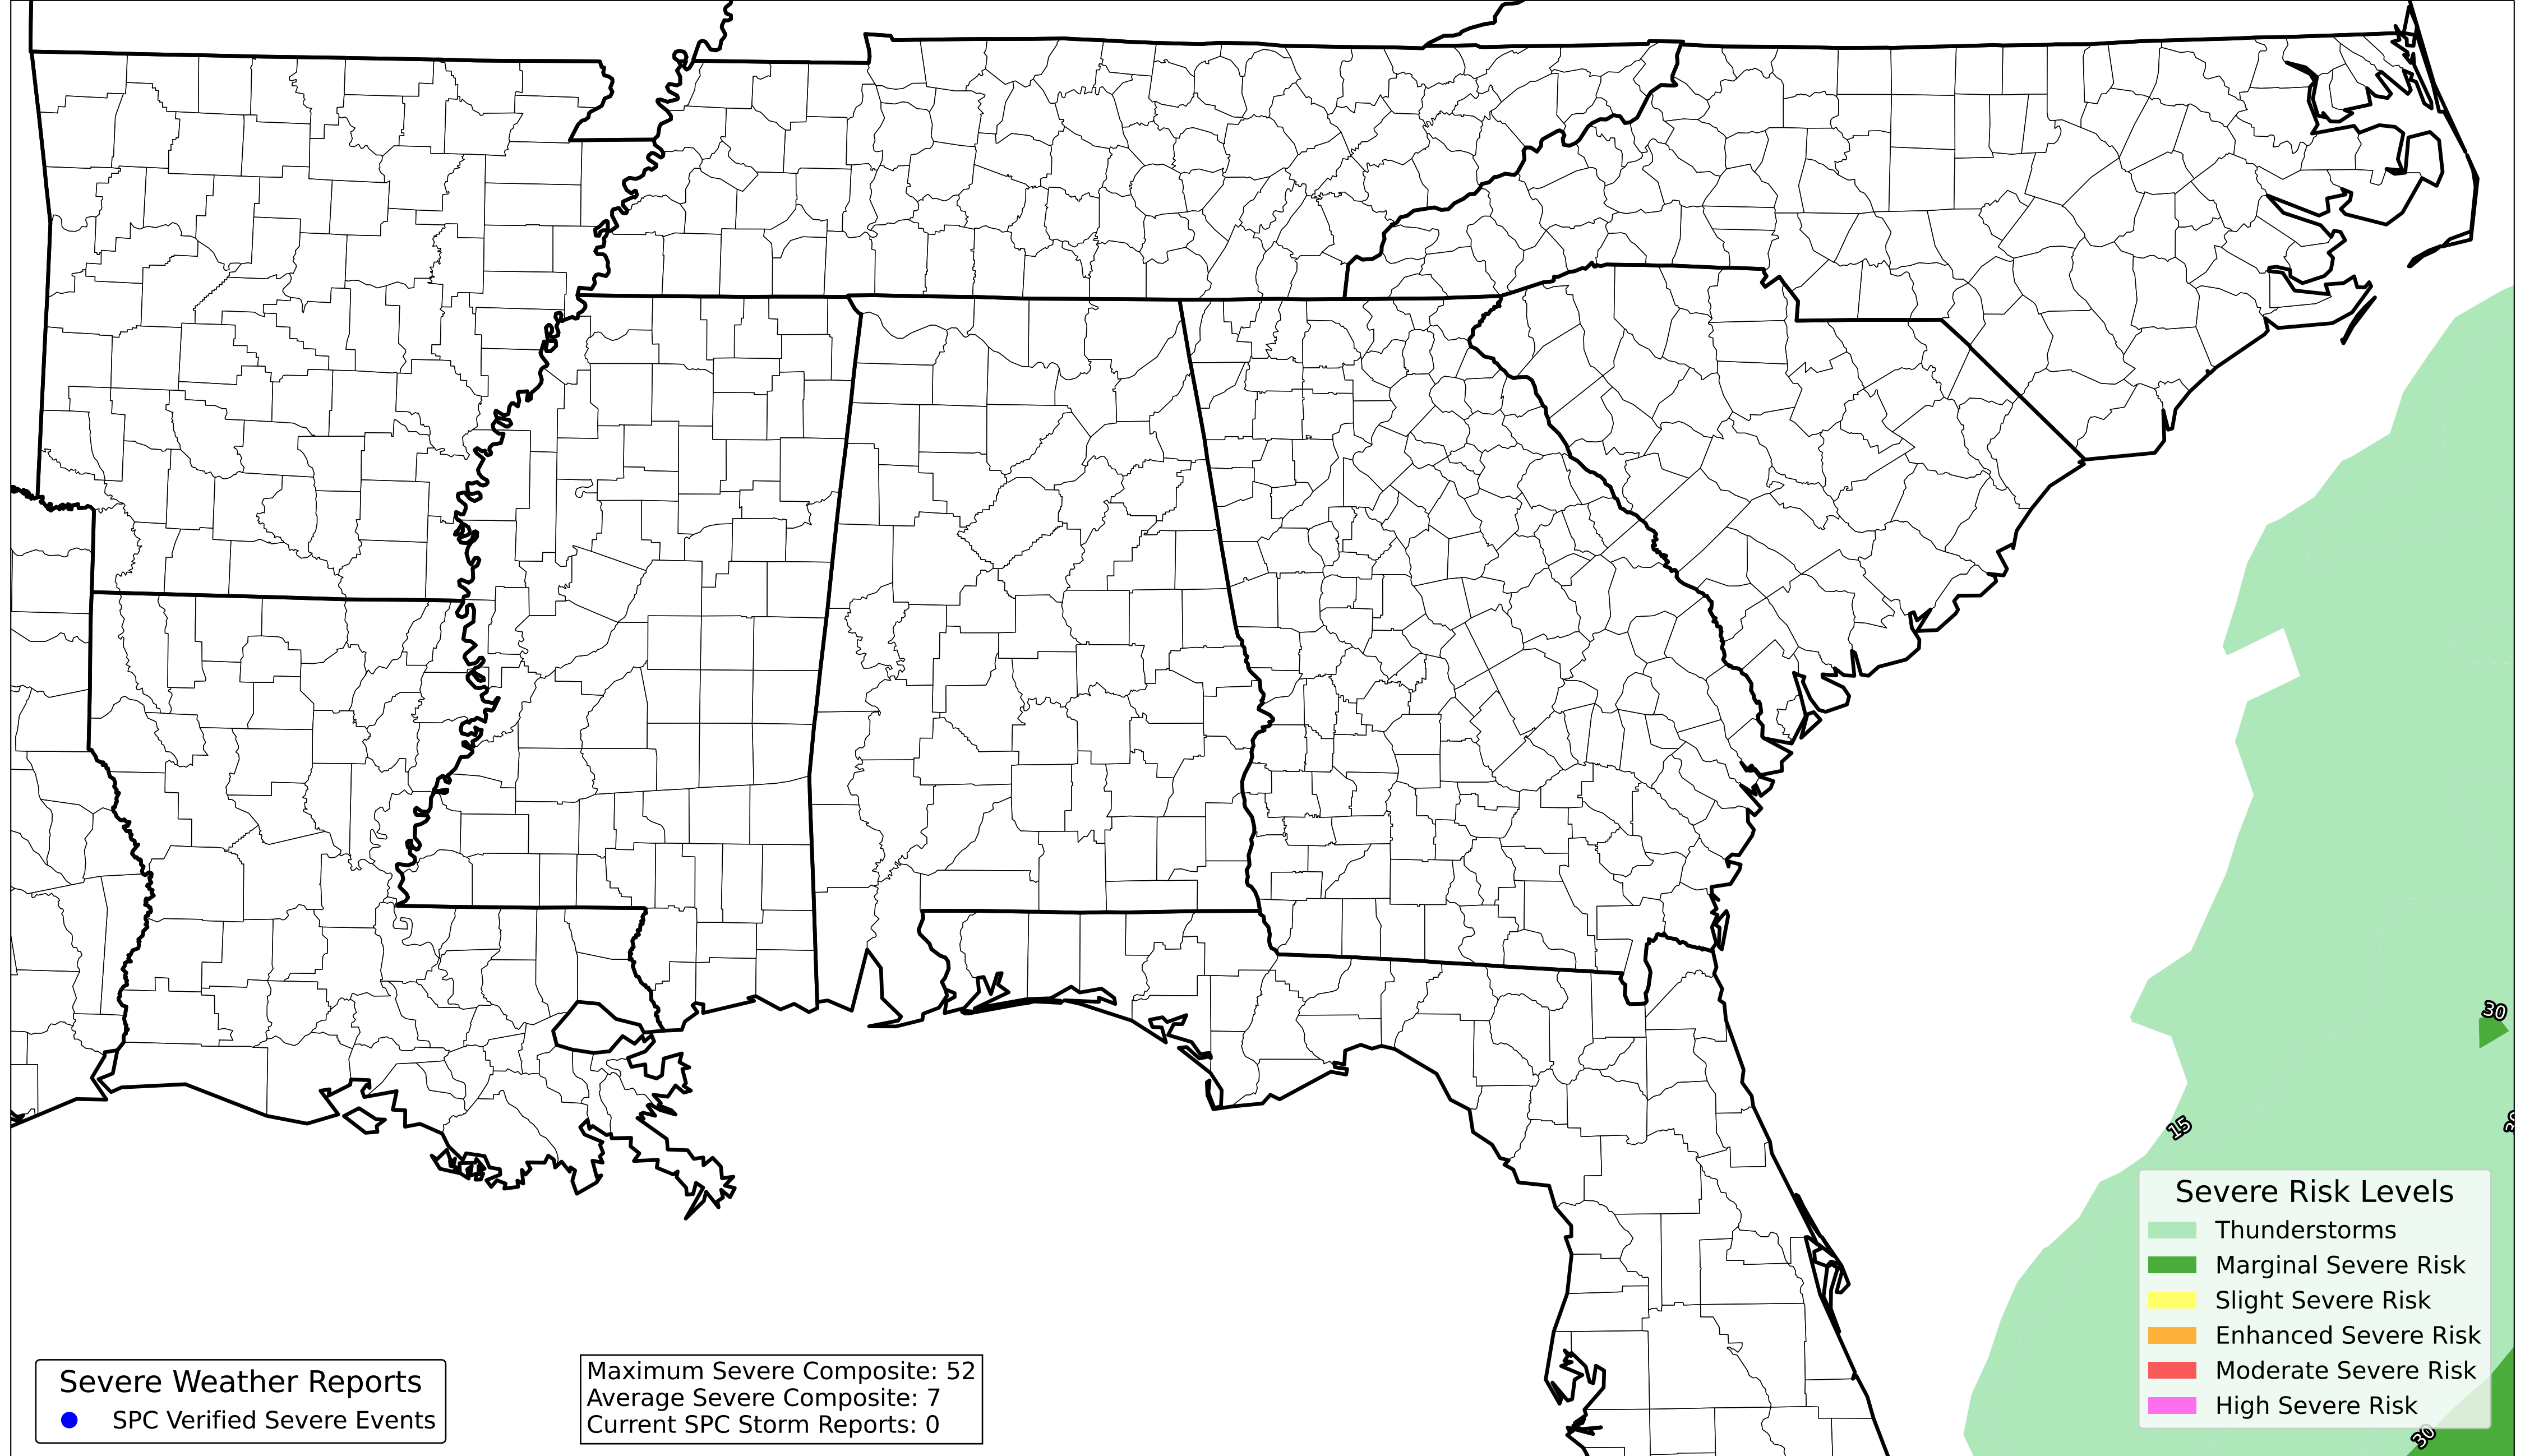 30
15
Severe Risk Levels
Thunderstorms
Marginal Severe Risk
Slight Severe Risk
Enhanced Severe Risk
Moderate Severe Risk
High Severe Risk
Severe Weather Reports
SPC Verified Severe Events
Maximum Severe Composite: 52
Average Severe Composite: 7
Current SPC Storm Reports: 0
30